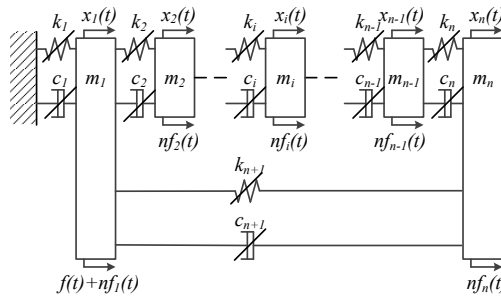 k₁ x₁(t) k₂ x₂(t) kᵢ xᵢ(t) kₙ₋₁ xₙ₋₁(t) kₙ xₙ(t)
c₁ m₁ c₂ m₂ cᵢ mᵢ cₙ₋₁ mₙ₋₁ cₙ mₙ
nf₂(t) nfᵢ(t) nfₙ₋₁(t)
kₙ₊₁
cₙ₊₁
f(t)+nf₁(t) nfₙ(t)